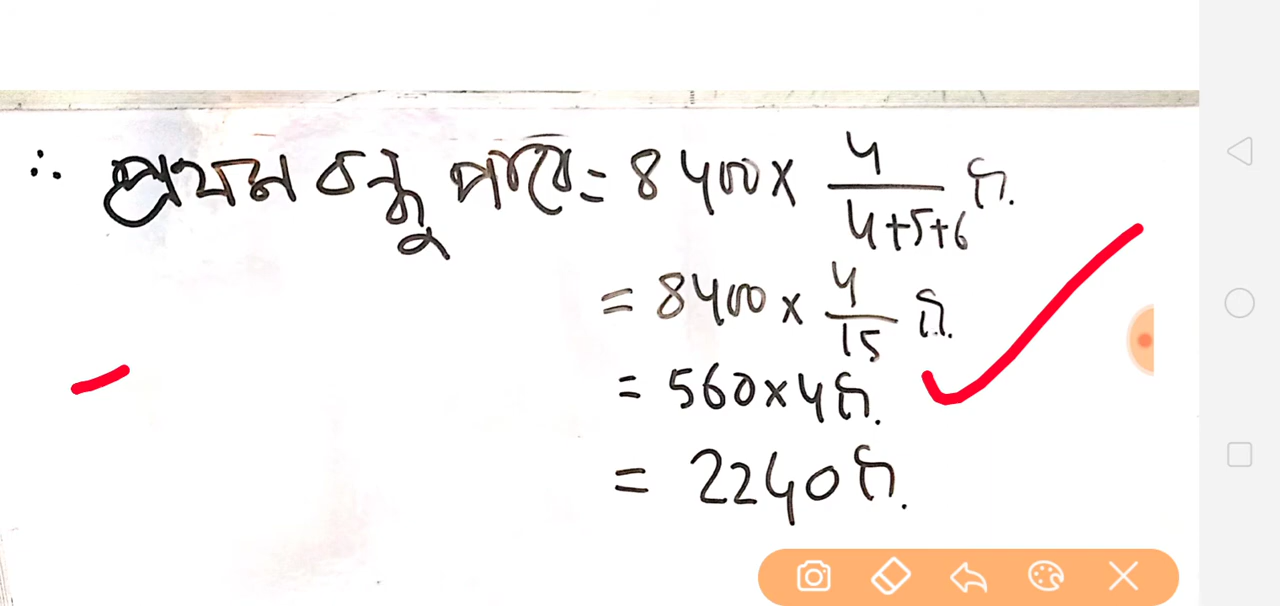 ∴ প্রথম বন্ধু পাবে = 8400 × 4/(4+5+6) টা.
= 8400 × 4/15 টা.
= 560 × 4 টা.
= 2240 টা.